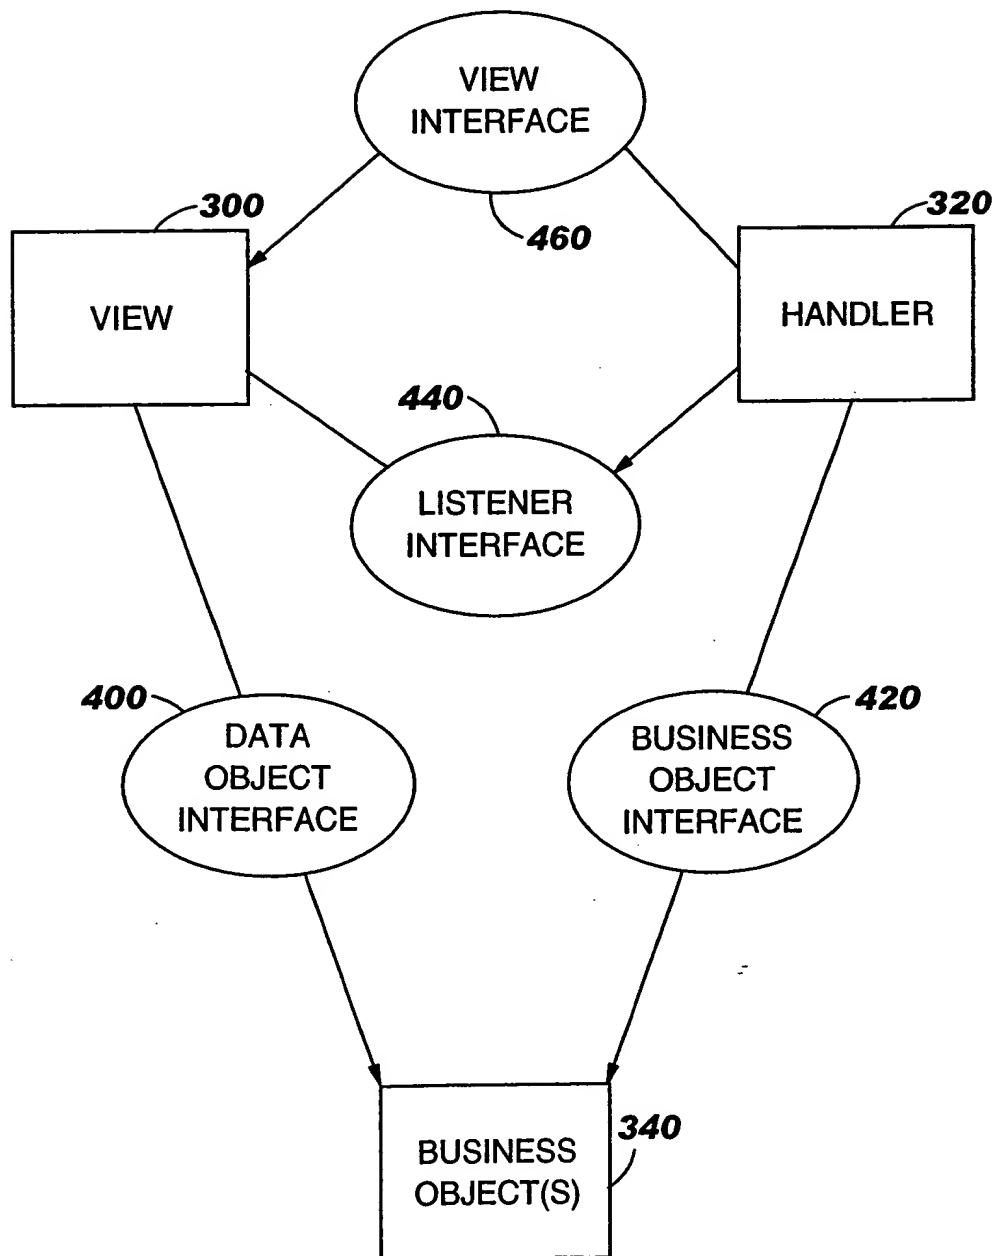 VIEW
INTERFACE
460
300
VIEW
320
HANDLER
440
LISTENER
INTERFACE
400
DATA
OBJECT
INTERFACE
420
BUSINESS
OBJECT
INTERFACE
BUSINESS
OBJECT(S)
340